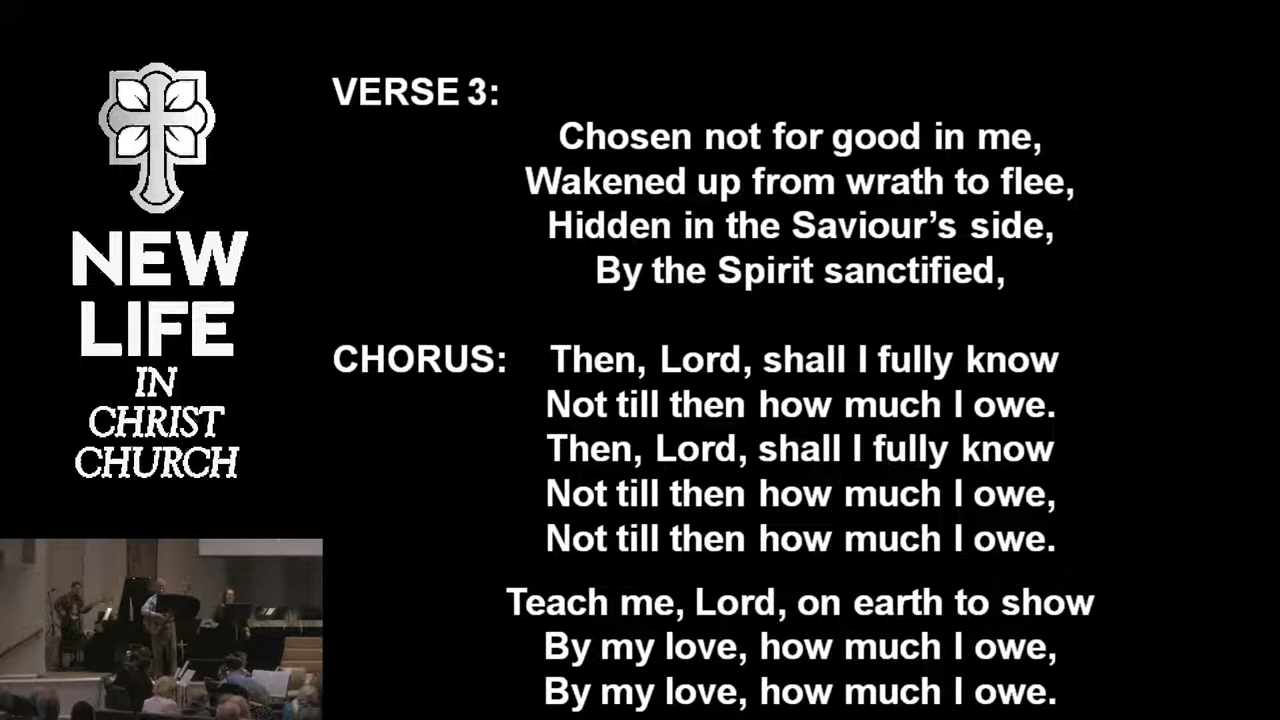 NEW
LIFE
IN
CHRIST
CHURCH
VERSE 3:
Chosen not for good in me,
Wakened up from wrath to flee,
Hidden in the Saviour’s side,
By the Spirit sanctified,
CHORUS: Then, Lord, shall I fully know
Not till then how much I owe.
Then, Lord, shall I fully know
Not till then how much I owe,
Not till then how much I owe.
Teach me, Lord, on earth to show
By my love, how much I owe,
By my love, how much I owe.